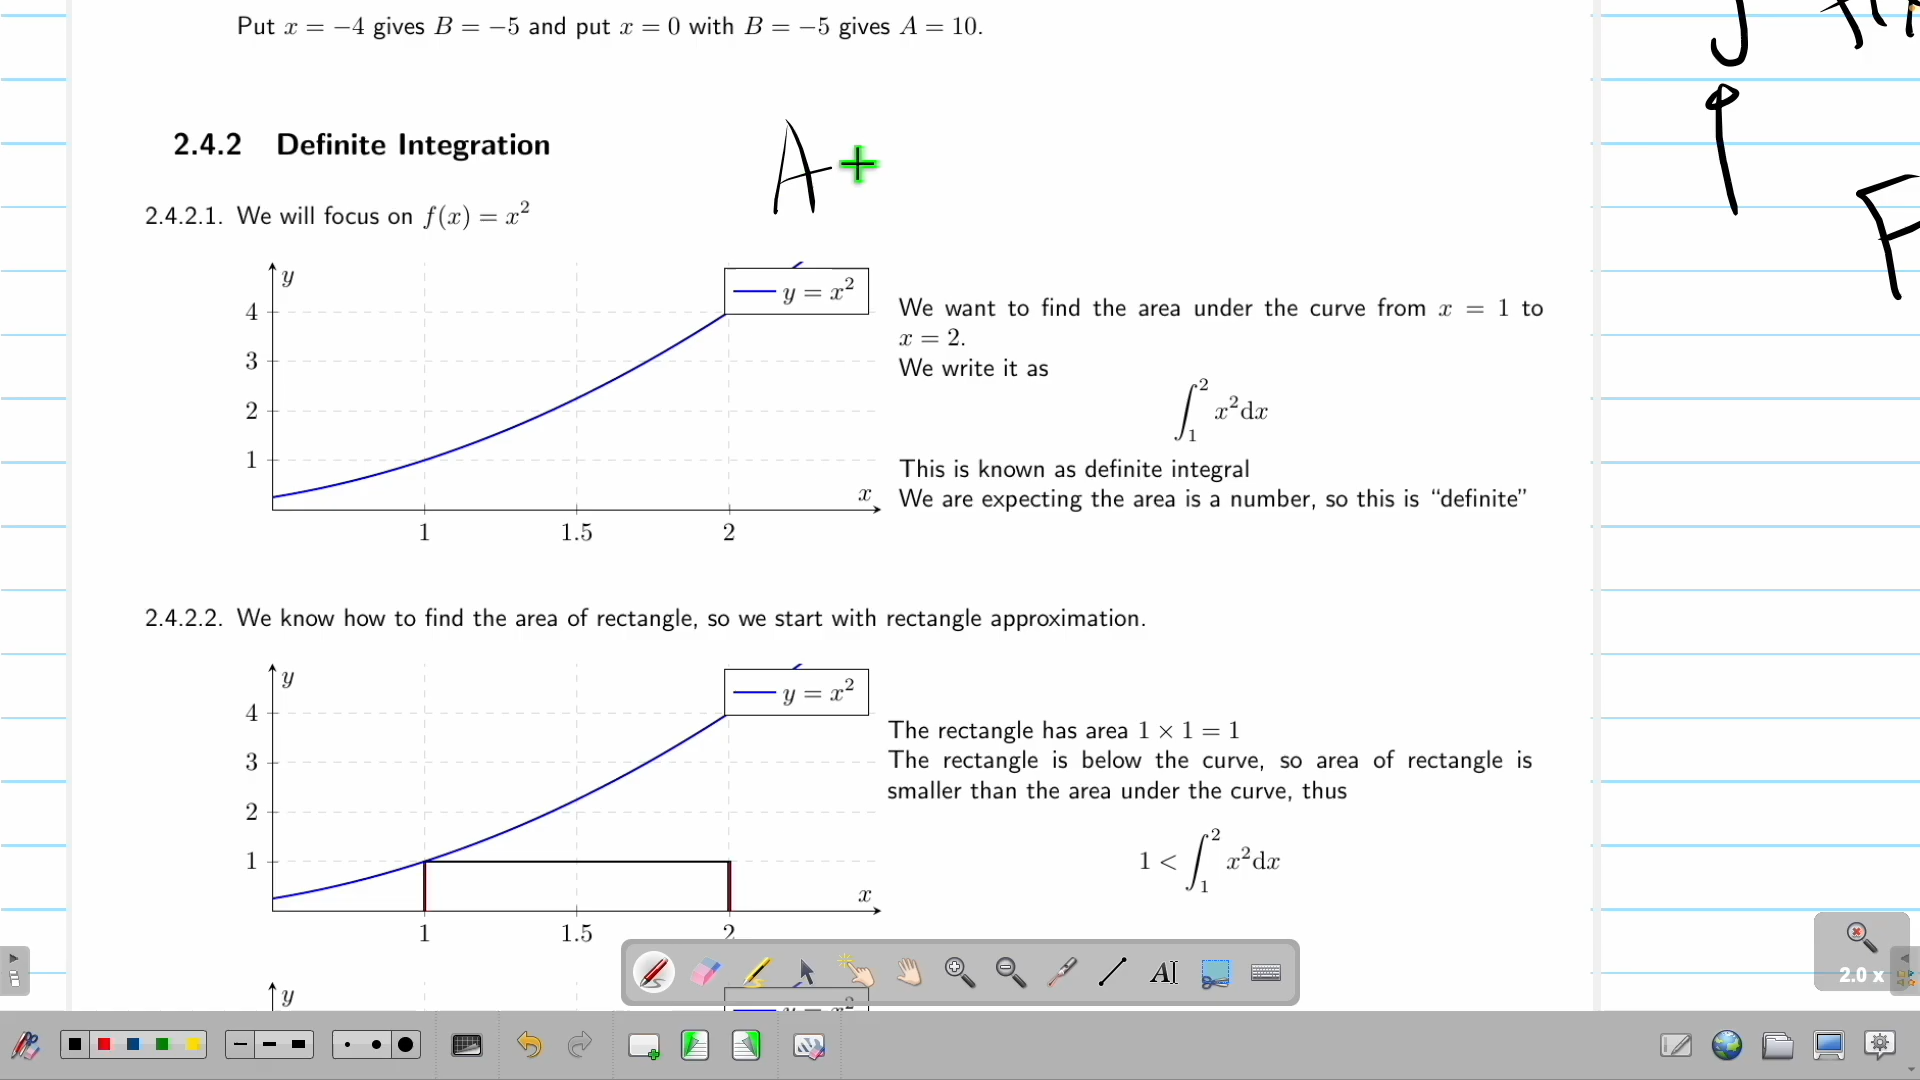 Put x = −4 gives B = −5 and put x = 0 with B = −5 gives A = 10.
2.4.2 Definite Integration
A
2.4.2.1. We will focus on f(x) = x²
y
y = x²
4
3
2
1
x
1 1.5 2
We want to find the area under the curve from x = 1 to
x = 2.
We write it as
∫₁² x²dx
This is known as definite integral
We are expecting the area is a number, so this is “definite”
2.4.2.2. We know how to find the area of rectangle, so we start with rectangle approximation.
y
y = x²
4
3
2
1
x
1 1.5 2
The rectangle has area 1 × 1 = 1
The rectangle is below the curve, so area of rectangle is
smaller than the area under the curve, thus
1 < ∫₁² x²dx
y
2.0 x